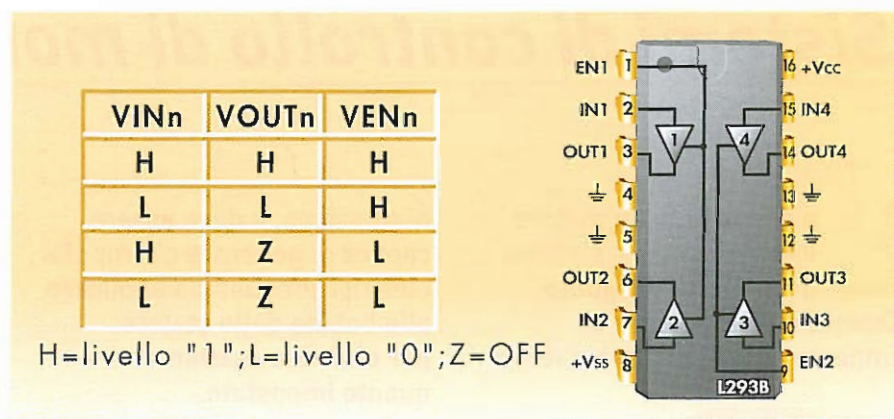 VINn VOUTn VENn
H H H
L L H
H Z L
L Z L
H=livello "1";L=livello "0";Z=OFF
EN1 1
IN1 2
OUT1 3
4
5
OUT2 6
IN2 7
+Vss 8
16 +Vcc
15 IN4
14 OUT4
13
12
11 OUT3
10 IN3
9 EN2
1
4
2
3
L293B